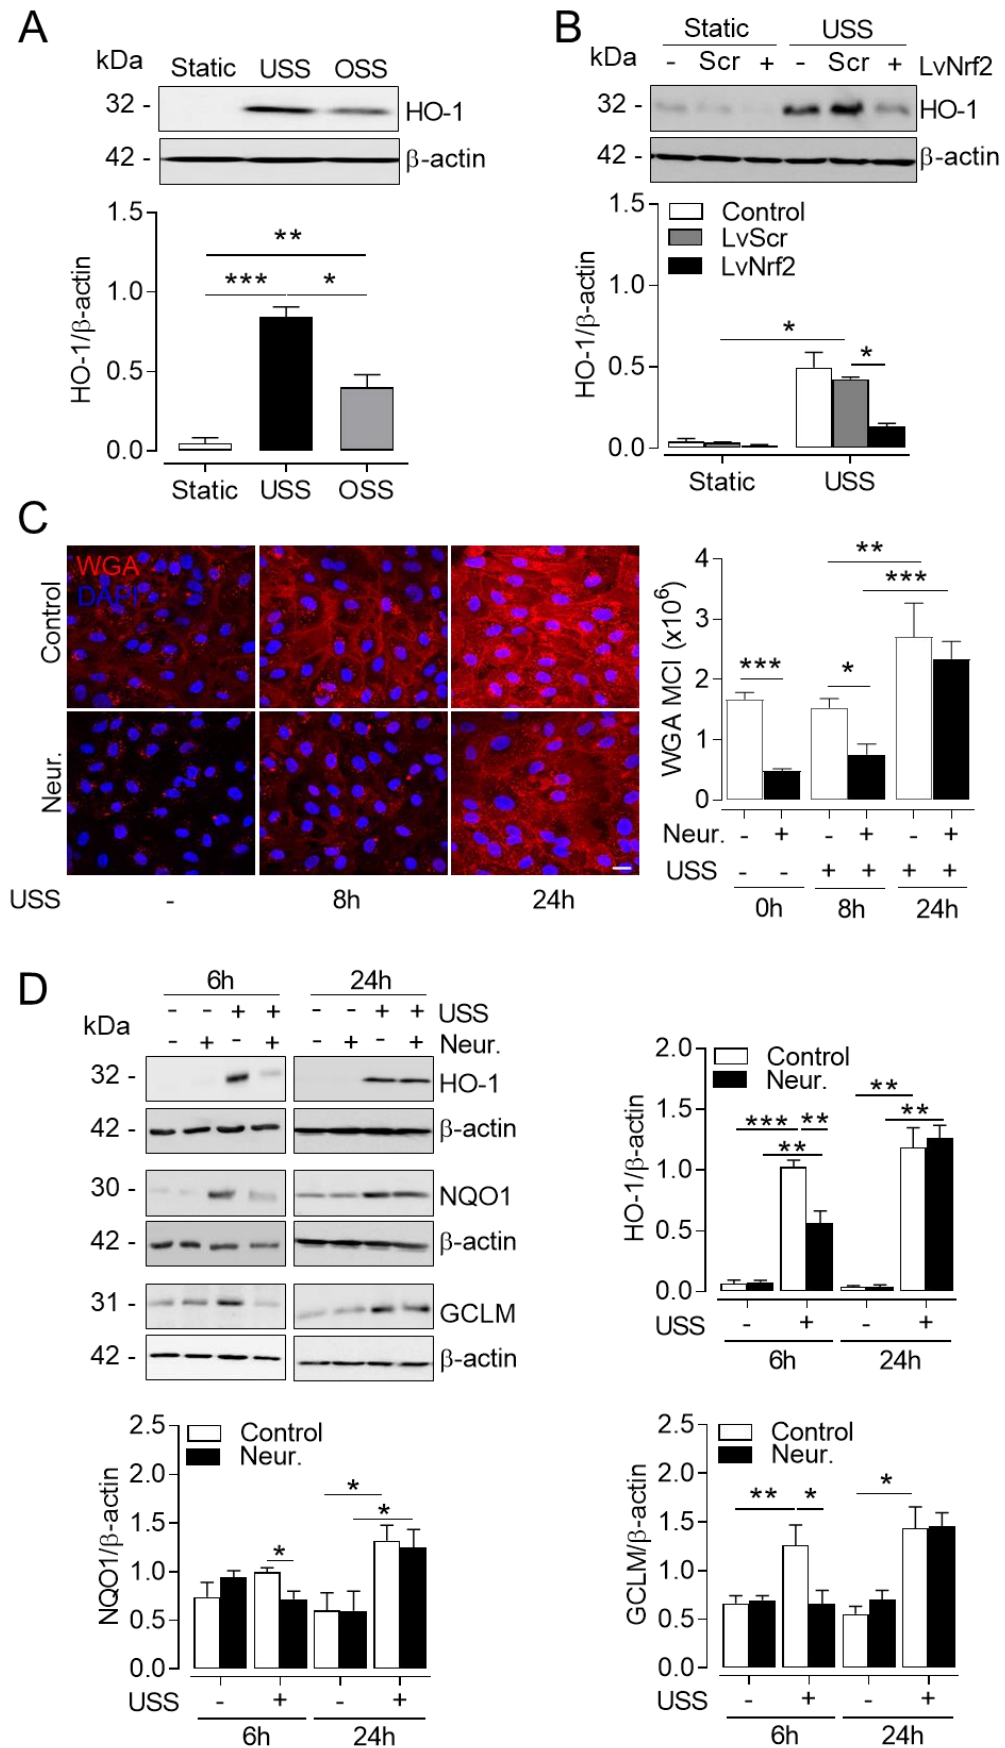 A
kDa
Static USS OSS
32 - HO-1
42 - β-actin
HO-1/β-actin
1.5
1.0
0.5
0.0
**
*** *
Static USS OSS
B
Static USS
kDa - Scr + - Scr + LvNrf2
32 - HO-1
42 - β-actin
HO-1/β-actin
1.5
1.0
0.5
0.0
Control
LvScr
LvNrf2
*
*
Static USS
C
Control
WGA
DAPI
Neur.
USS - 8h 24h
WGA MCI (x10⁶)
4
3
2
1
0
**
***
*** *
Neur. - + - + - +
USS + + + +
0h 8h 24h
D
6h 24h
- - + + - - + + USS
kDa
- + - + - + - + Neur.
32 - HO-1
42 - β-actin
30 - NQO1
42 - β-actin
31 - GCLM
42 - β-actin
HO-1/β-actin
2.0
1.5
1.0
0.5
0.0
Control
Neur.
**
*** ** **
**
USS - + - +
6h 24h
NQO1/β-actin
2.5
2.0
1.5
1.0
0.5
0.0
Control
Neur.
*
*
*
USS - + - +
6h 24h
GCLM/β-actin
2.5
2.0
1.5
1.0
0.5
0.0
Control
Neur.
** * *
USS - + - +
6h 24h